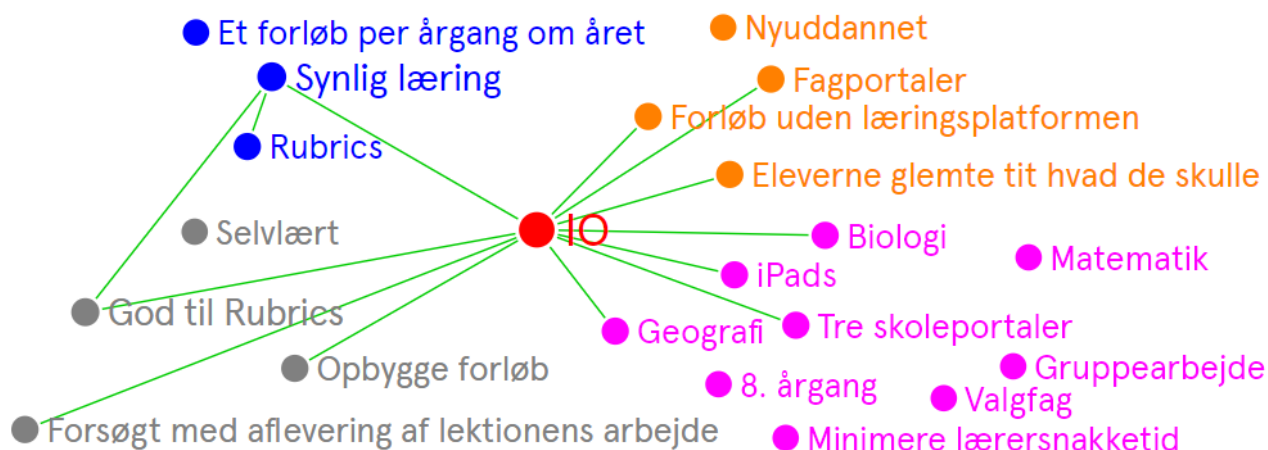 Et forløb per årgang om året
Nyuddannet
Synlig læring
Fagportaler
Forløb uden læringsplatformen
Rubrics
Eleverne glemte tit hvad de skulle
Selvlært
IO
Biologi
Matematik
iPads
God til Rubrics
Geografi
Tre skoleportaler
Opbygge forløb
Gruppearbejde
8. årgang
Valgfag
Forsøgt med aflevering af lektionens arbejde
Minimere lærersnakketid